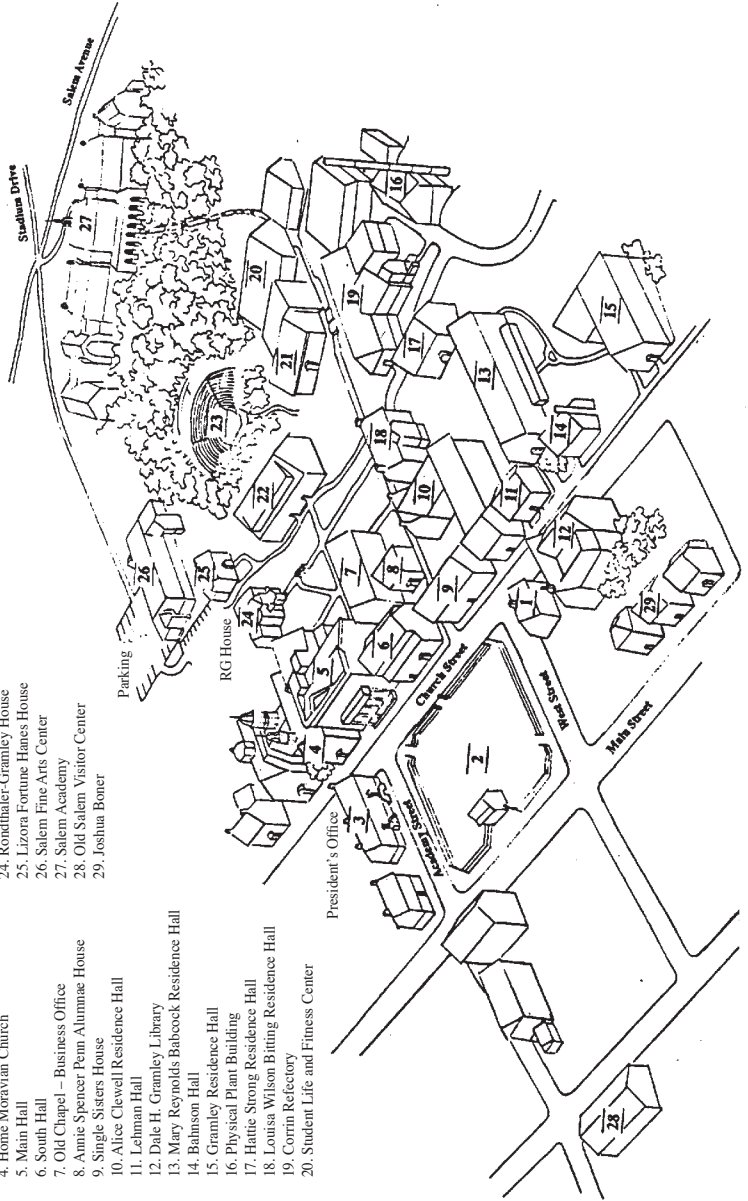 4. Home Moravian Church
5. Main Hall
6. South Hall
7. Old Chapel – Business Office
8. Annie Spencer Penn Alumnae House
9. Single Sisters House
10. Alice Clewell Residence Hall
11. Lehman Hall
12. Dale H. Gramley Library
13. Mary Reynolds Babcock Residence Hall
14. Bahnson Hall
15. Gramley Residence Hall
16. Physical Plant Building
17. Hattie Strong Residence Hall
18. Louisa Wilson Bitting Residence Hall
19. Corrin Refectory
20. Student Life and Fitness Center
24. Rondthaler-Gramley House
25. Lizora Fortune Hanes House
26. Salem Fine Arts Center
27. Salem Academy
28. Old Salem Visitor Center
29. Joshua Boner
Stadium Drive
Salem Avenue
Parking
RG House
President's Office
Church Street
Academy Street
West Street
Main Street
1
2
3
4
5
6
7
8
9
10
11
12
13
14
15
16
17
18
19
20
21
22
23
24
25
26
27
28
29